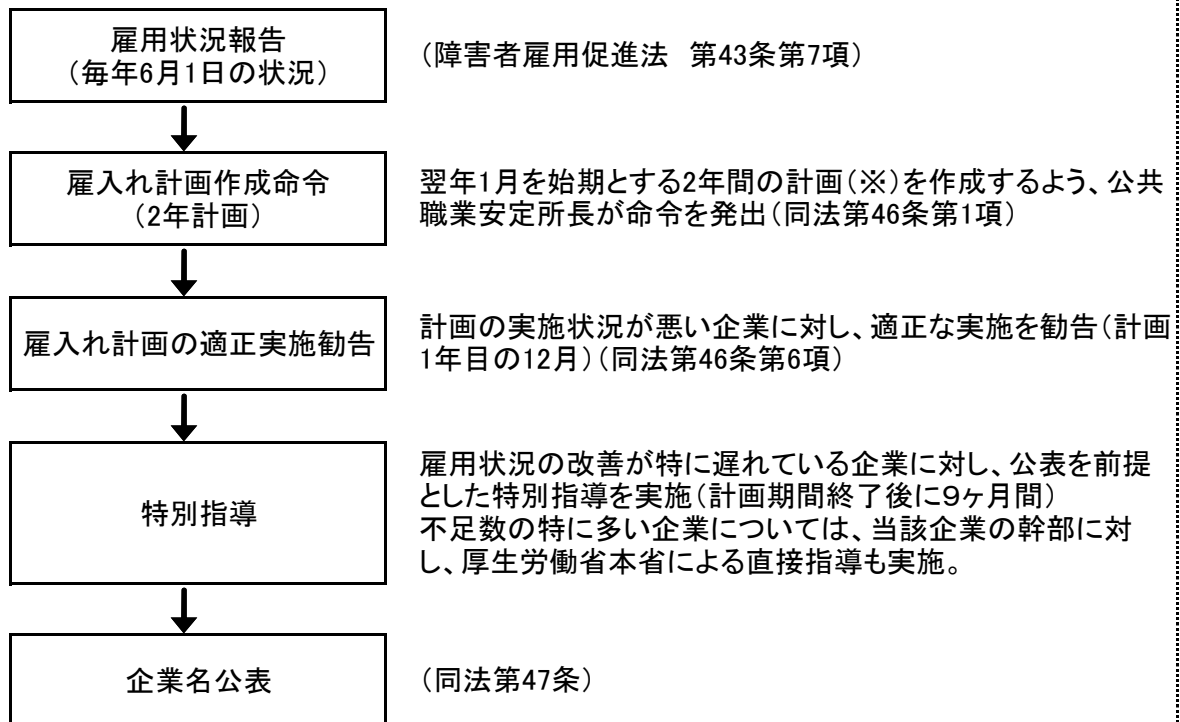 雇用状況報告
(毎年6月1日の状況)
(障害者雇用促進法 第43条第7項)
雇入れ計画作成命令
(2年計画)
翌年1月を始期とする2年間の計画(※)を作成するよう、公共
職業安定所長が命令を発出(同法第46条第1項)
雇入れ計画の適正実施勧告
計画の実施状況が悪い企業に対し、適正な実施を勧告(計画
1年目の12月)(同法第46条第6項)
特別指導
雇用状況の改善が特に遅れている企業に対し、公表を前提
とした特別指導を実施(計画期間終了後に9ヶ月間)
不足数の特に多い企業については、当該企業の幹部に対
し、厚生労働省本省による直接指導も実施。
企業名公表
(同法第47条)